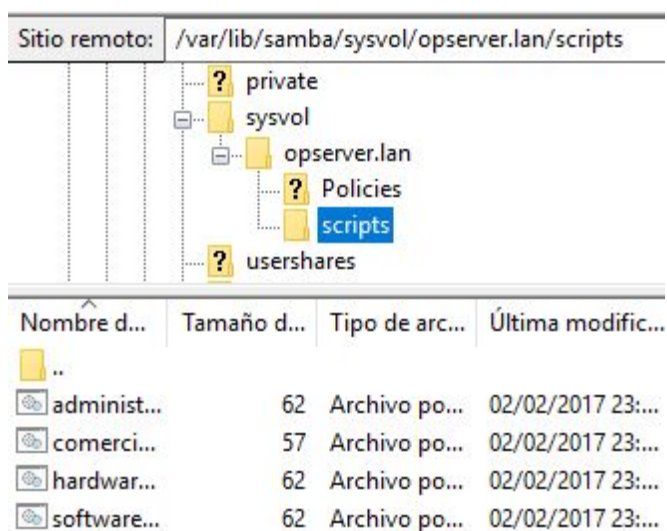 Sitio remoto: /var/lib/samba/sysvol/opserver.lan/scripts
? private
sysvol
opserver.lan
? Policies
scripts
? usershares
Nombre d... Tamaño d... Tipo de arc... Última modific...
..
administ... 62 Archivo po... 02/02/2017 23:...
comerci... 57 Archivo po... 02/02/2017 23:...
hardwar... 62 Archivo po... 02/02/2017 23:...
software... 62 Archivo po... 02/02/2017 23:...